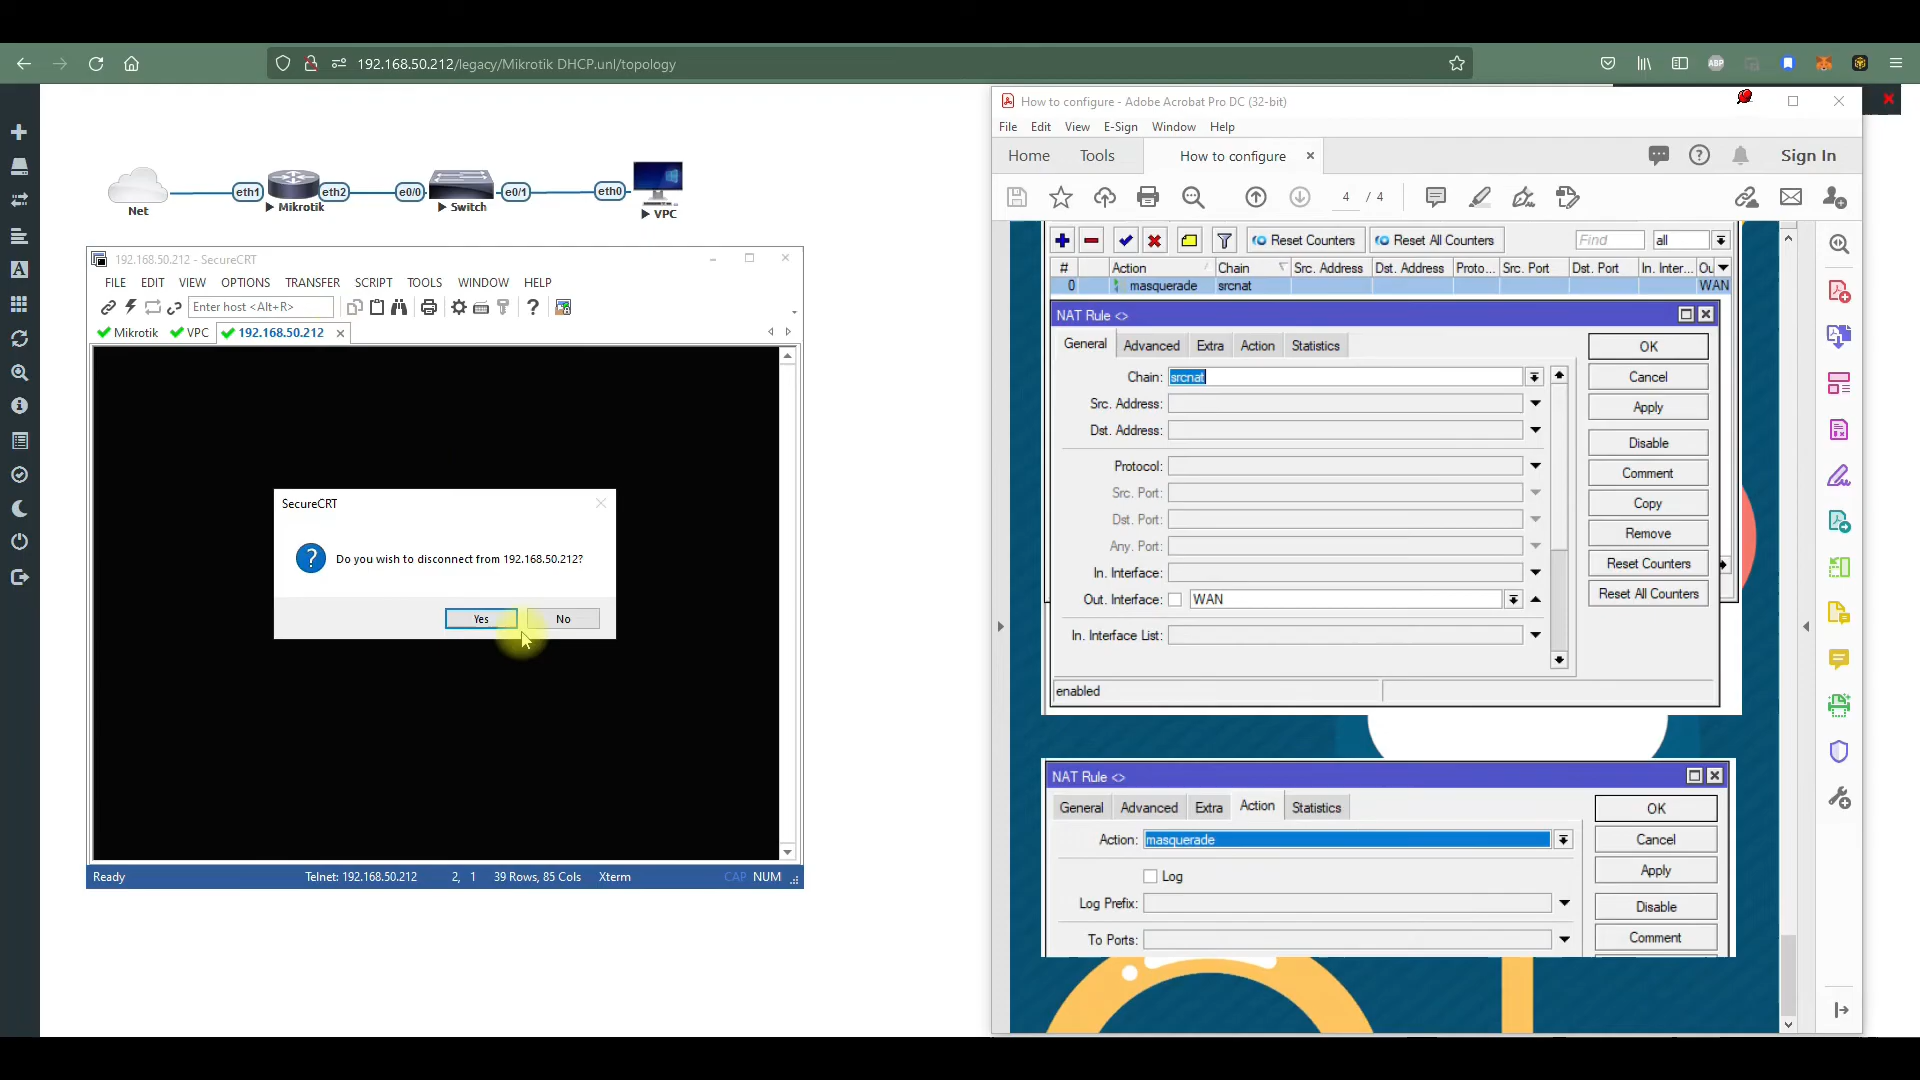 192.168.50.212/legacy/Mikrotik DHCP.unl/topology
ABP
Net
eth1
Mikrotik
eth2
e0/0
Switch
e0/1
eth0
VPC
192.168.50.212 - SecureCRT
FILE EDIT VIEW OPTIONS TRANSFER SCRIPT TOOLS WINDOW HELP
Enter host <Alt+R>
Mikrotik VPC 192.168.50.212
SecureCRT
Do you wish to disconnect from 192.168.50.212?
Yes No
Ready Telnet: 192.168.50.212 2, 1 39 Rows, 85 Cols Xterm CAP NUM
How to configure - Adobe Acrobat Pro DC (32-bit)
File Edit View E-Sign Window Help
Home Tools How to configure Sign In
4 / 4
Reset Counters Reset All Counters Find all
# Action Chain Src. Address Dst. Address Proto... Src. Port Dst. Port In. Inter... Ou
0 masquerade srcnat WAN
NAT Rule <>
General Advanced Extra Action Statistics
OK
Chain: srcnat
Cancel
Src. Address:
Apply
Dst. Address:
Disable
Protocol:
Comment
Src. Port:
Copy
Dst. Port:
Remove
Any. Port:
Reset Counters
In. Interface:
Reset All Counters
Out. Interface: WAN
In. Interface List:
enabled
NAT Rule <>
General Advanced Extra Action Statistics
OK
Action: masquerade
Cancel
Log
Apply
Log Prefix:
Disable
To Ports:
Comment